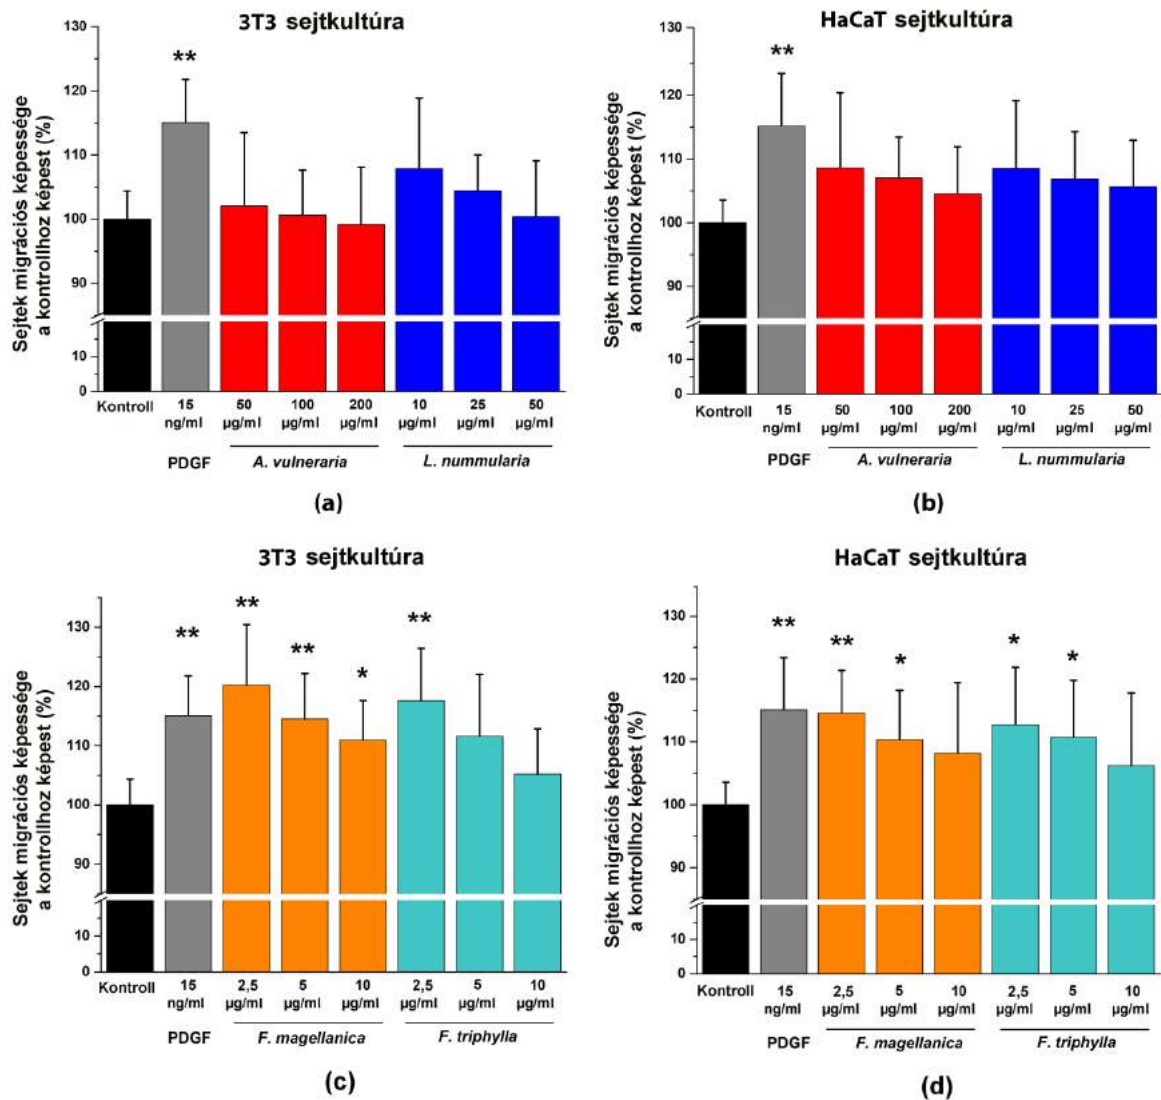 3T3 sejtkultúra
Sejtek migrációs képessége
a kontrollhoz képest (%)
130
120
110
100
90
10
0
**
Kontroll 15 50 100 200 10 25 50
ng/ml µg/ml µg/ml µg/ml µg/ml µg/ml µg/ml
PDGF A. vulneraria L. nummularia
(a)
HaCaT sejtkultúra
Sejtek migrációs képessége
a kontrollhoz képest (%)
130
120
110
100
90
10
0
**
Kontroll 15 50 100 200 10 25 50
ng/ml µg/ml µg/ml µg/ml µg/ml µg/ml µg/ml
PDGF A. vulneraria L. nummularia
(b)
3T3 sejtkultúra
Sejtek migrációs képessége
a kontrollhoz képest (%)
130
120
110
100
90
10
0
** ** ** * **
Kontroll 15 2,5 5 10 2,5 5 10
ng/ml µg/ml µg/ml µg/ml µg/ml µg/ml µg/ml
PDGF F. magellanica F. triphylla
(c)
HaCaT sejtkultúra
Sejtek migrációs képessége
a kontrollhoz képest (%)
130
120
110
100
90
10
0
** ** * * *
Kontroll 15 2,5 5 10 2,5 5 10
ng/ml µg/ml µg/ml µg/ml µg/ml µg/ml µg/ml
PDGF F. magellanica F. triphylla
(d)